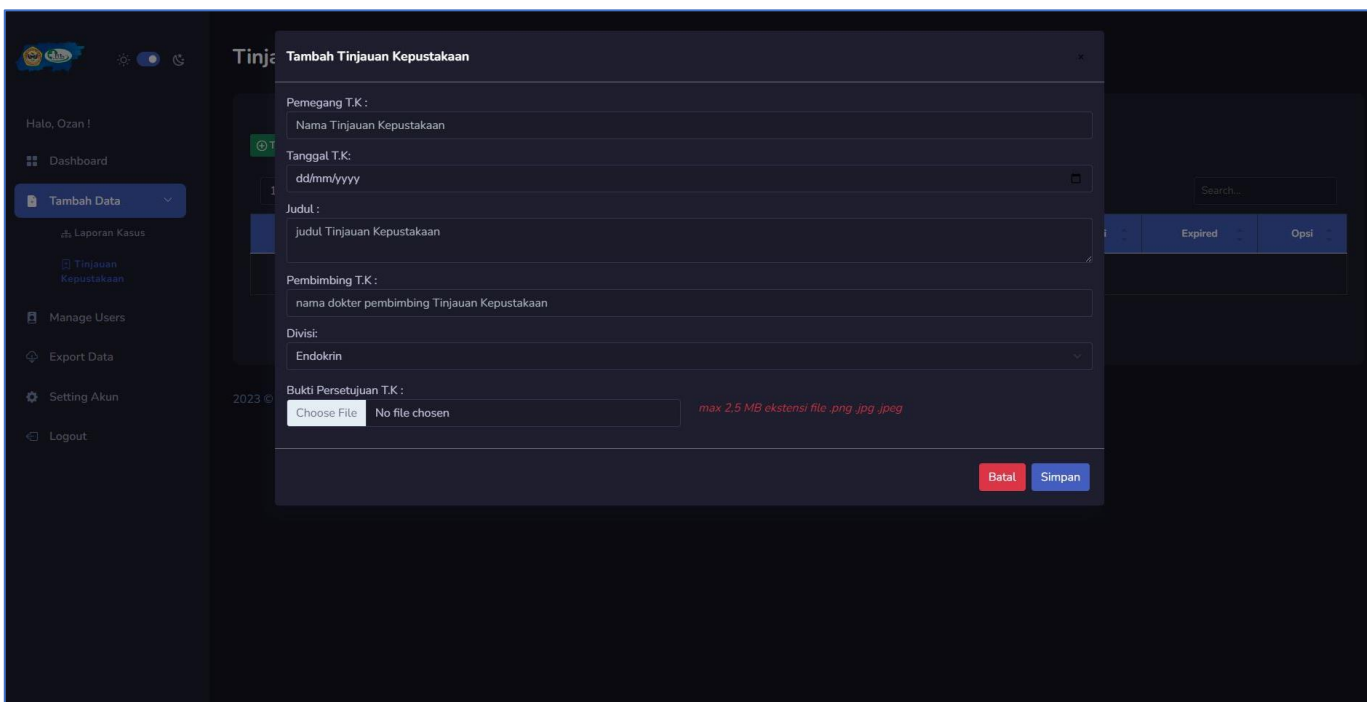 Tinja
Tambah Tinjauan Kepustakaan
Halo, Ozan !
Dashboard
Tambah Data
Laporan Kasus
Tinjauan
Kepustakaan
Manage Users
Export Data
Setting Akun
Logout
Pemegang T.K :
Nama Tinjauan Kepustakaan
Tanggal T.K:
dd/mm/yyyy
Judul :
judul Tinjauan Kepustakaan
Pembimbing T.K :
nama dokter pembimbing Tinjauan Kepustakaan
Divisi:
Endokrin
Bukti Persetujuan T.K :
Choose File No file chosen
max 2,5 MB ekstensi file .png .jpg .jpeg
Batal Simpan
T
1
Search...
i Expired Opsi
2023 ©